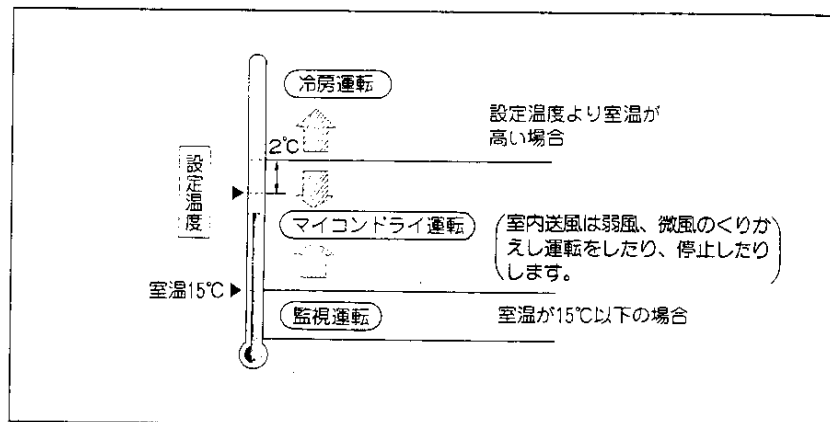 冷房運転
設定温度より室温が
高い場合
2℃
設定温度
マイコンドライ運転
室内送風は弱風、微風のくりか
えし運転をしたり、停止したり
します。
室温15℃
監視運転
室温が15℃以下の場合